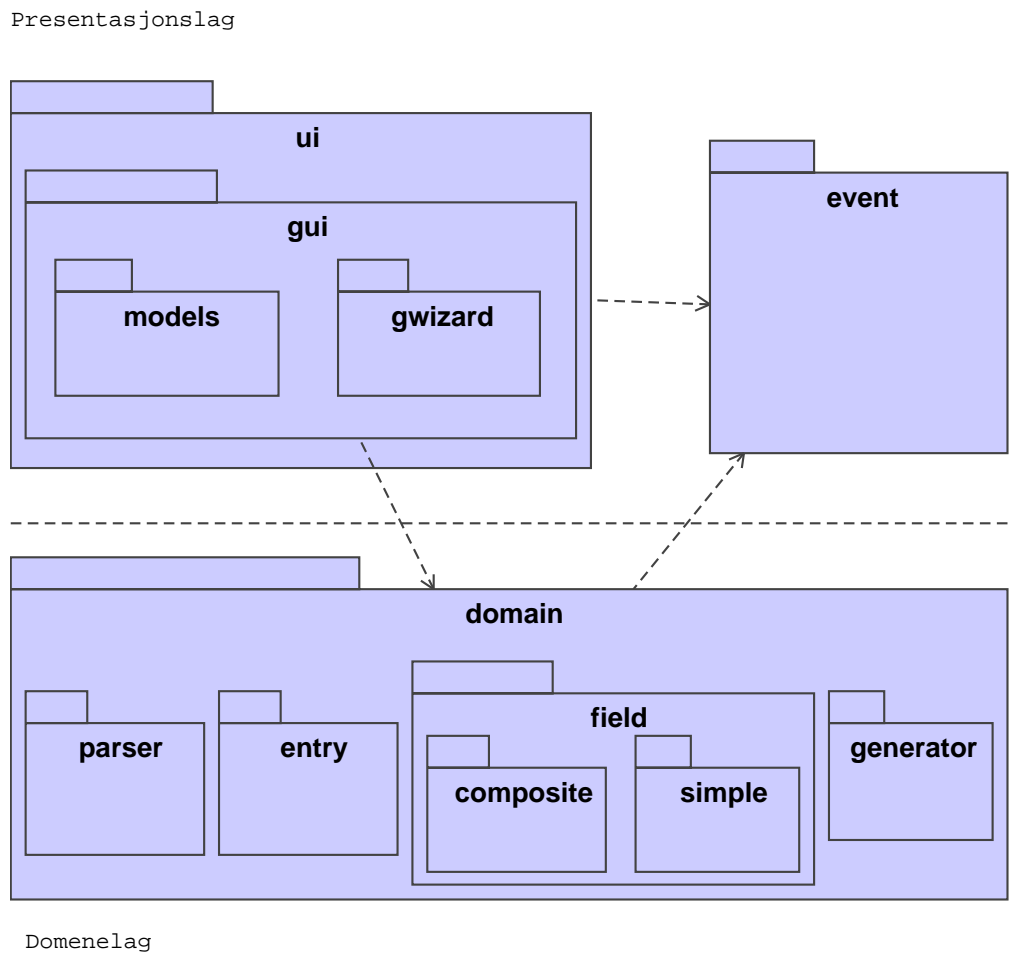 Presentasjonslag
ui
event
gui
models
gwizard
domain
field
parser
entry
generator
composite
simple
Domenelag